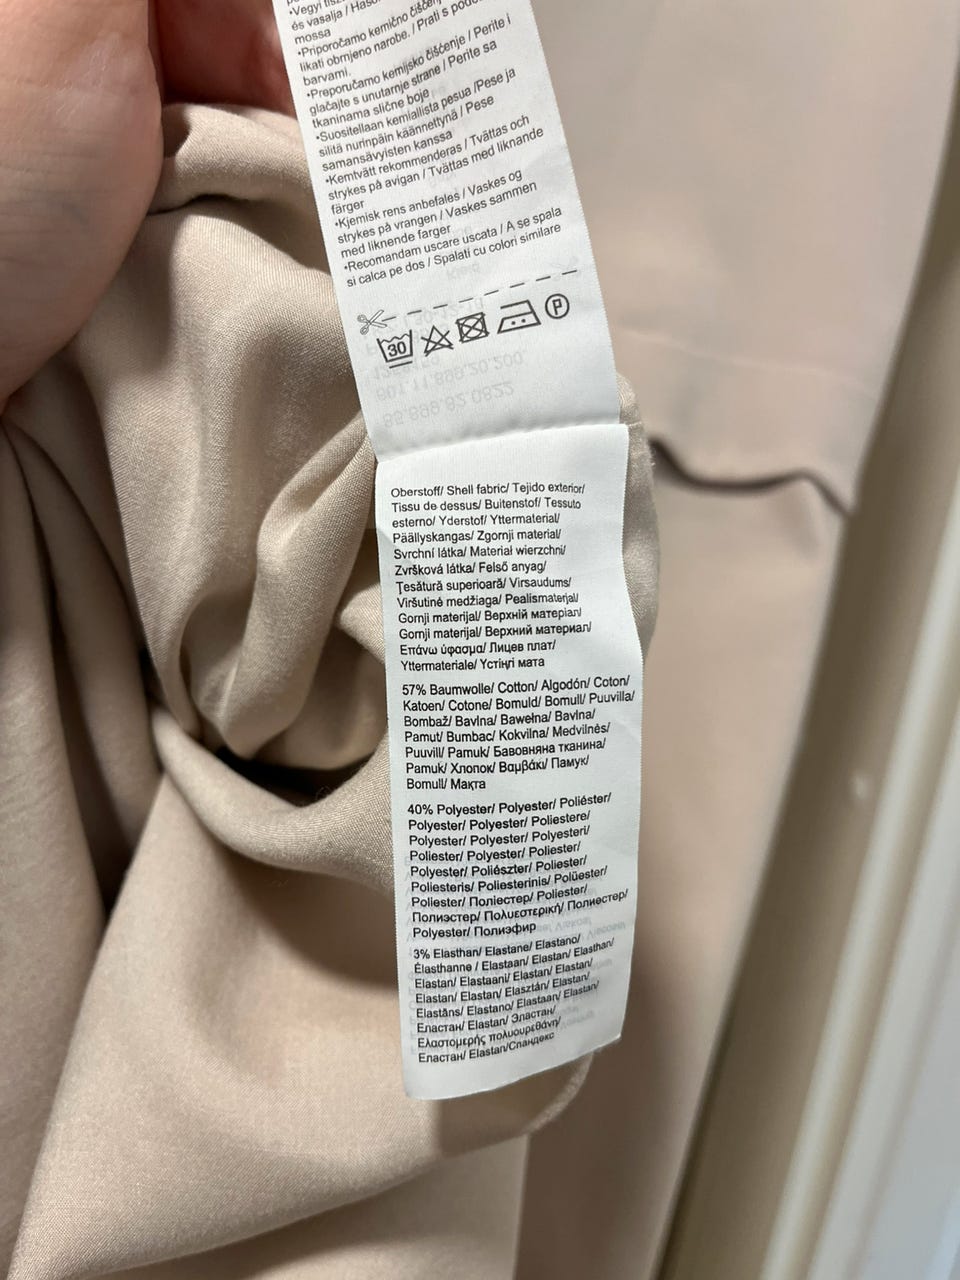 •Vegyi
és vasalja /
mossa
•Priporočamo kemično
likati obrnjeno narobe. / Prati s
barvami.
•Preporučamo kemijsko čišćenje / Perite i
glačajte s unutarnje strane / Perite sa
tkaninama slične boje
•Suositellaan kemiallista pesua /Pese ja
silitä nurinpäin käännettynä / Pese
samansävyisten kanssa
•Kemtvätt rekommenderas / Tvättas och
strykes på avigan / Tvättas med liknande
färger
•Kjemisk rens anbefales / Vaskes og
strykes på vrangen / Vaskes sammen
med liknende farger
•Recomandam uscare uscata / A se spala
si calca pe dos / Spalati cu colori similare
30 P
Oberstoff/ Shell fabric/ Tejido exterior/
Tissu de dessus/ Buitenstof/ Tessuto
esterno/ Yderstof/ Yttermaterial/
Päällyskangas/ Zgornji material/
Svrchní látka/ Materiał wierzchni/
Zvršková látka/ Felső anyag/
Ţesătură superioară/ Virsaudums/
Viršutinė medžiaga/ Pealismaterjal/
Gornji materijal/ Верхній матеріал/
Gornji materijal/ Верхний материал/
Επάνω ύφασμα/ Лицев плат/
Yttermateriale/ Үстіңгі мата
57% Baumwolle/ Cotton/ Algodón/ Coton/
Katoen/ Cotone/ Bomuld/ Bomull/ Puuvilla/
Bombaž/ Bavlna/ Bawełna/ Bavlna/
Pamut/ Bumbac/ Kokvilna/ Medvilnės/
Puuvill/ Pamuk/ Бавовняна тканина/
Pamuk/ Хлопок/ Βαμβάκι/ Памук/
Bomull/ Мақта
40% Polyester/ Polyester/ Poliéster/
Polyester/ Polyester/ Poliestere/
Polyester/ Polyester/ Polyesteri/
Poliester/ Polyester/ Poliester/
Polyester/ Poliészter/ Poliester/
Poliesteris/ Poliesterinis/ Polüester/
Poliester/ Поліестер/ Poliester/
Полиэстер/ Πολυεστερική/ Полиестер/
Polyester/ Полиэфир
3% Elasthan/ Elastane/ Elastano/
Élasthanne / Elastaan/ Elastan/ Elasthan/
Elastan/ Elastaani/ Elastan/ Elastan/
Elastan/ Elastan/ Elasztán/ Elastan/
Elastāns/ Elastano/ Elastaan/ Elastan/
Еластан/ Elastan/ Эластан/
Ελαστομερής πολυουρεθάνη/
Еластан/ Elastan/Спандекс